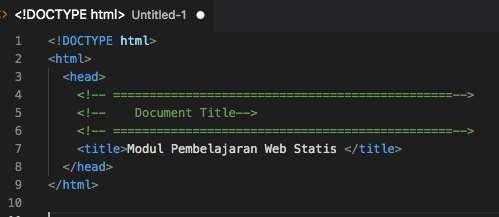 <!DOCTYPE html> Untitled-1
1 <!DOCTYPE html>
2 <html>
3 <head>
4 <!-- ===============================================-->
5 <!--    Document Title-->
6 <!-- ===============================================-->
7 <title>Modul Pembelajaran Web Statis </title>
8 </head>
9 </html>
10